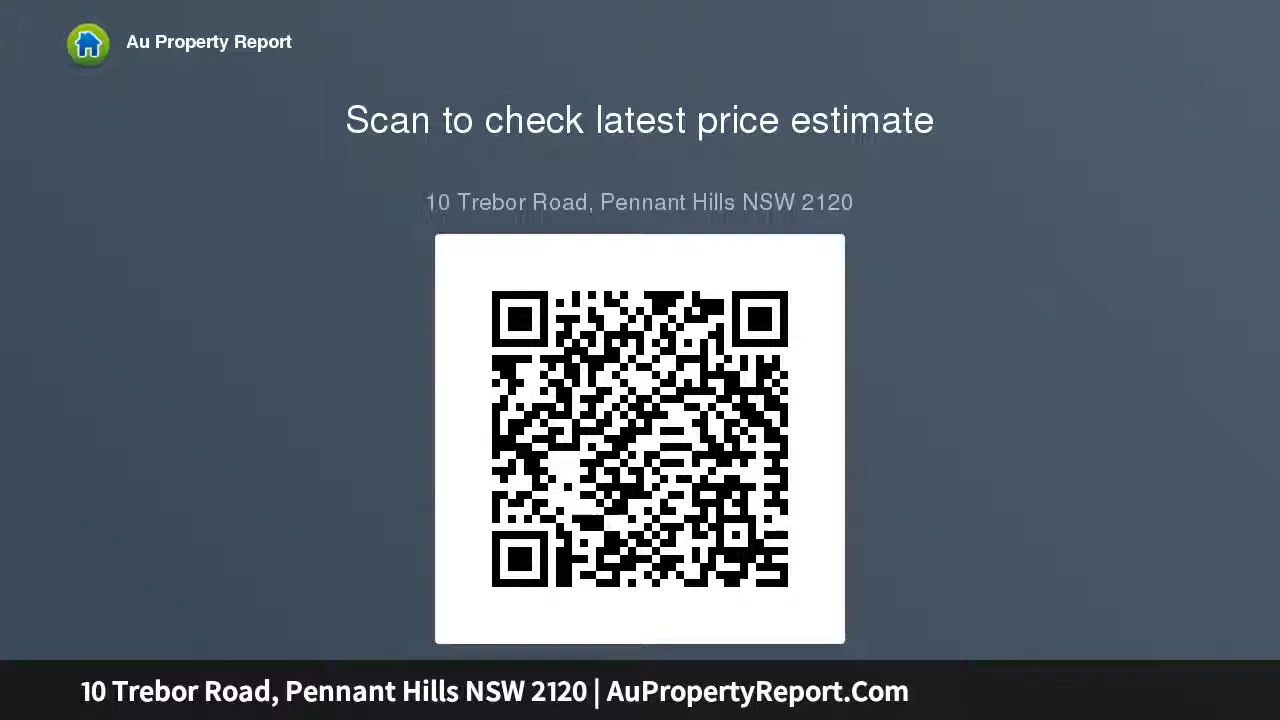 Au Property Report
Scan to check latest price estimate
10 Trebor Road, Pennant Hills NSW 2120
10 Trebor Road, Pennant Hills NSW 2120 | AuPropertyReport.Com